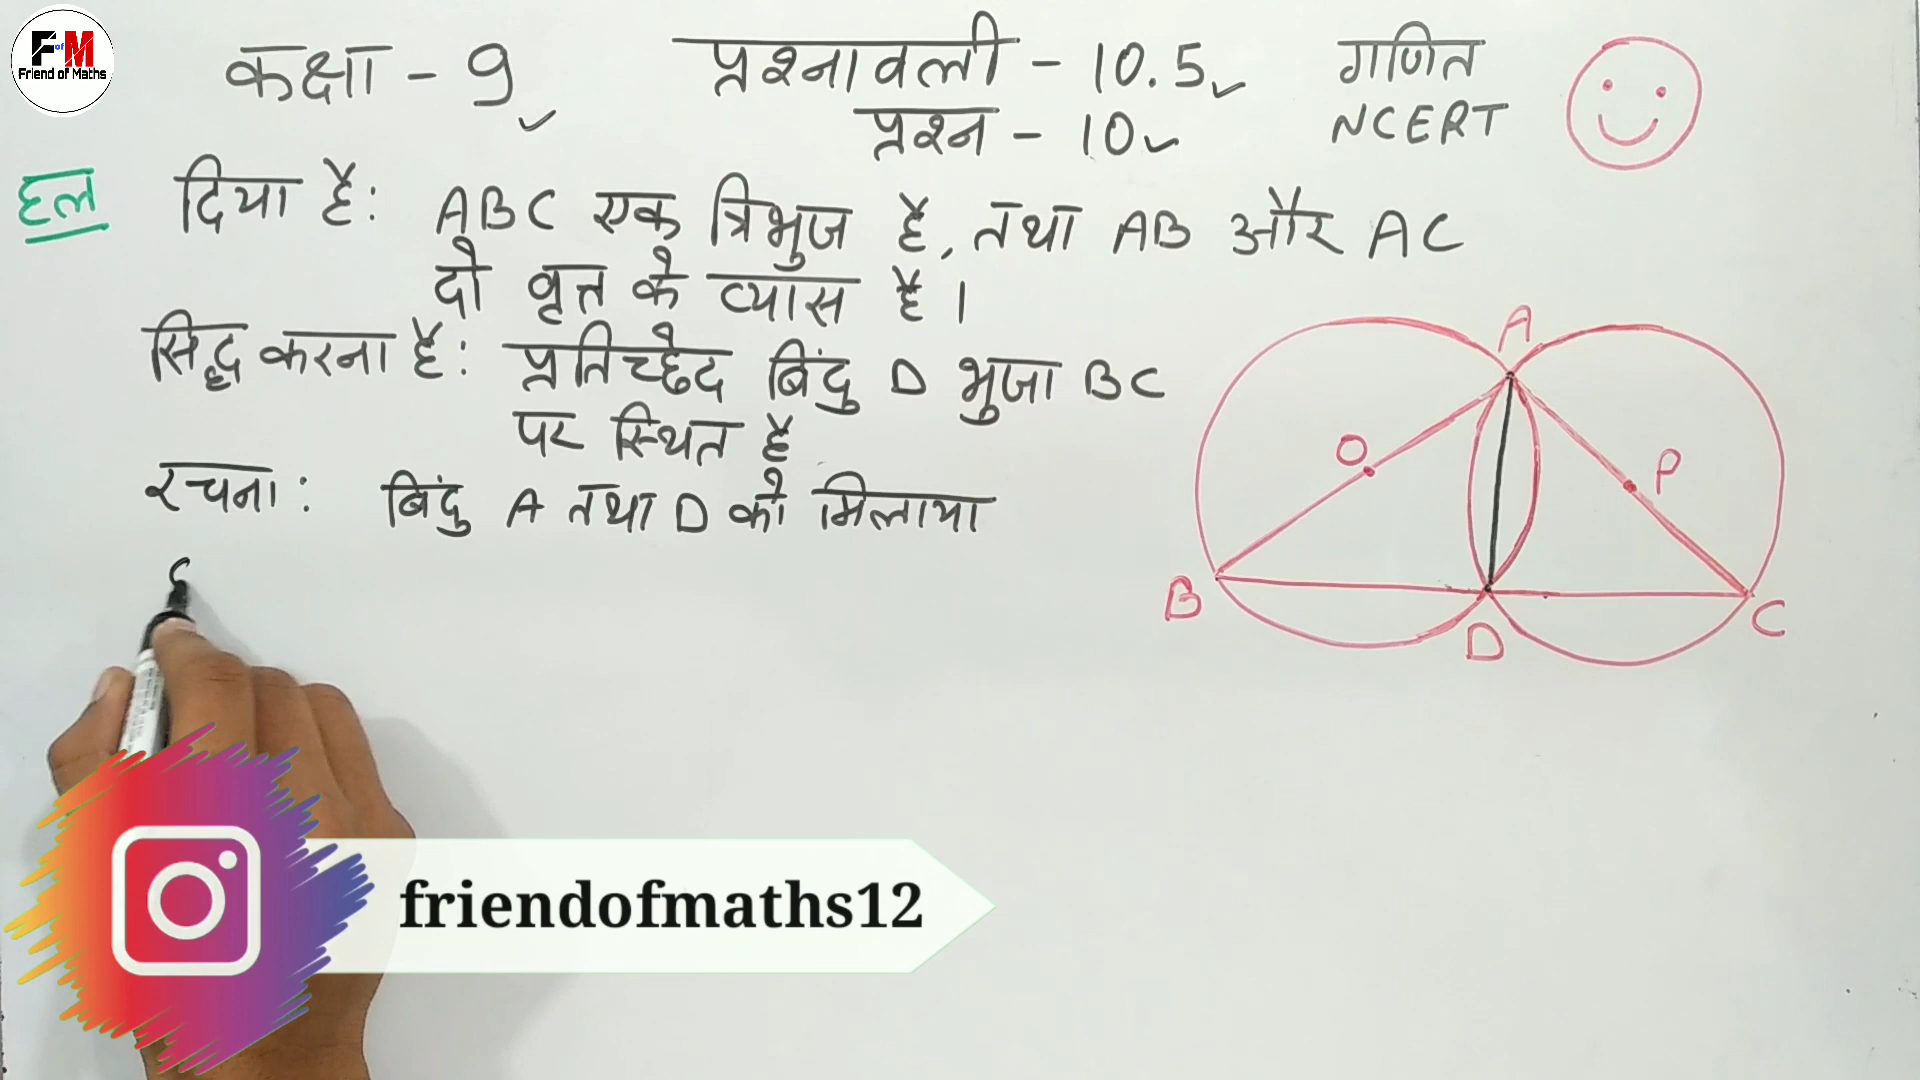 FofM
Friend of Maths
कक्षा - 9
प्रश्नावली - 10.5
गणित
प्रश्न - 10
NCERT
हल
दिया है: ABC एक त्रिभुज है, तथा AB और AC
दो वृत्त के व्यास है।
सिद्ध करना है: प्रतिच्छेद बिंदु D भुजा BC
पर स्थित है
रचना: बिंदु A तथा D को मिलाया
A
O
P
B
D
C
friendofmaths12